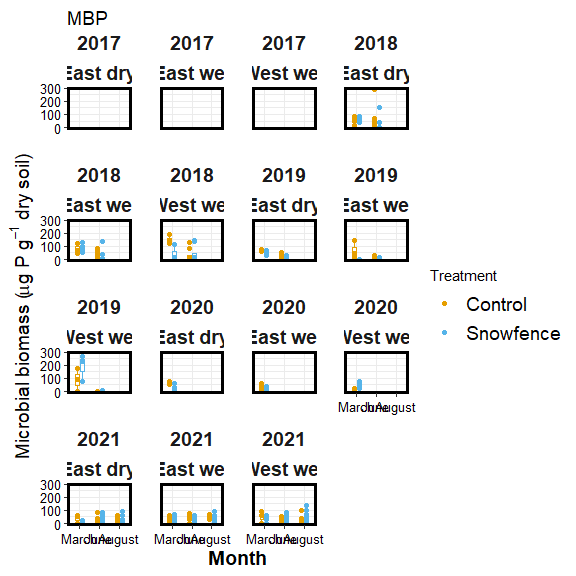 MBP
2017 2017 2017 2018
East dry East we West we East dry
300
200
100
0
2018 2018 2019 2019
East we West we East dry East we
300
200
100
0
2019 2020 2020 2020
West we East dry East we West we
300
200
100
0
March June August
2021 2021 2021
East dry East we West we
300
200
100
0
March June August March June August March June August
Month
Microbial biomass (μg P g⁻¹ dry soil)
Treatment
Control
Snowfence